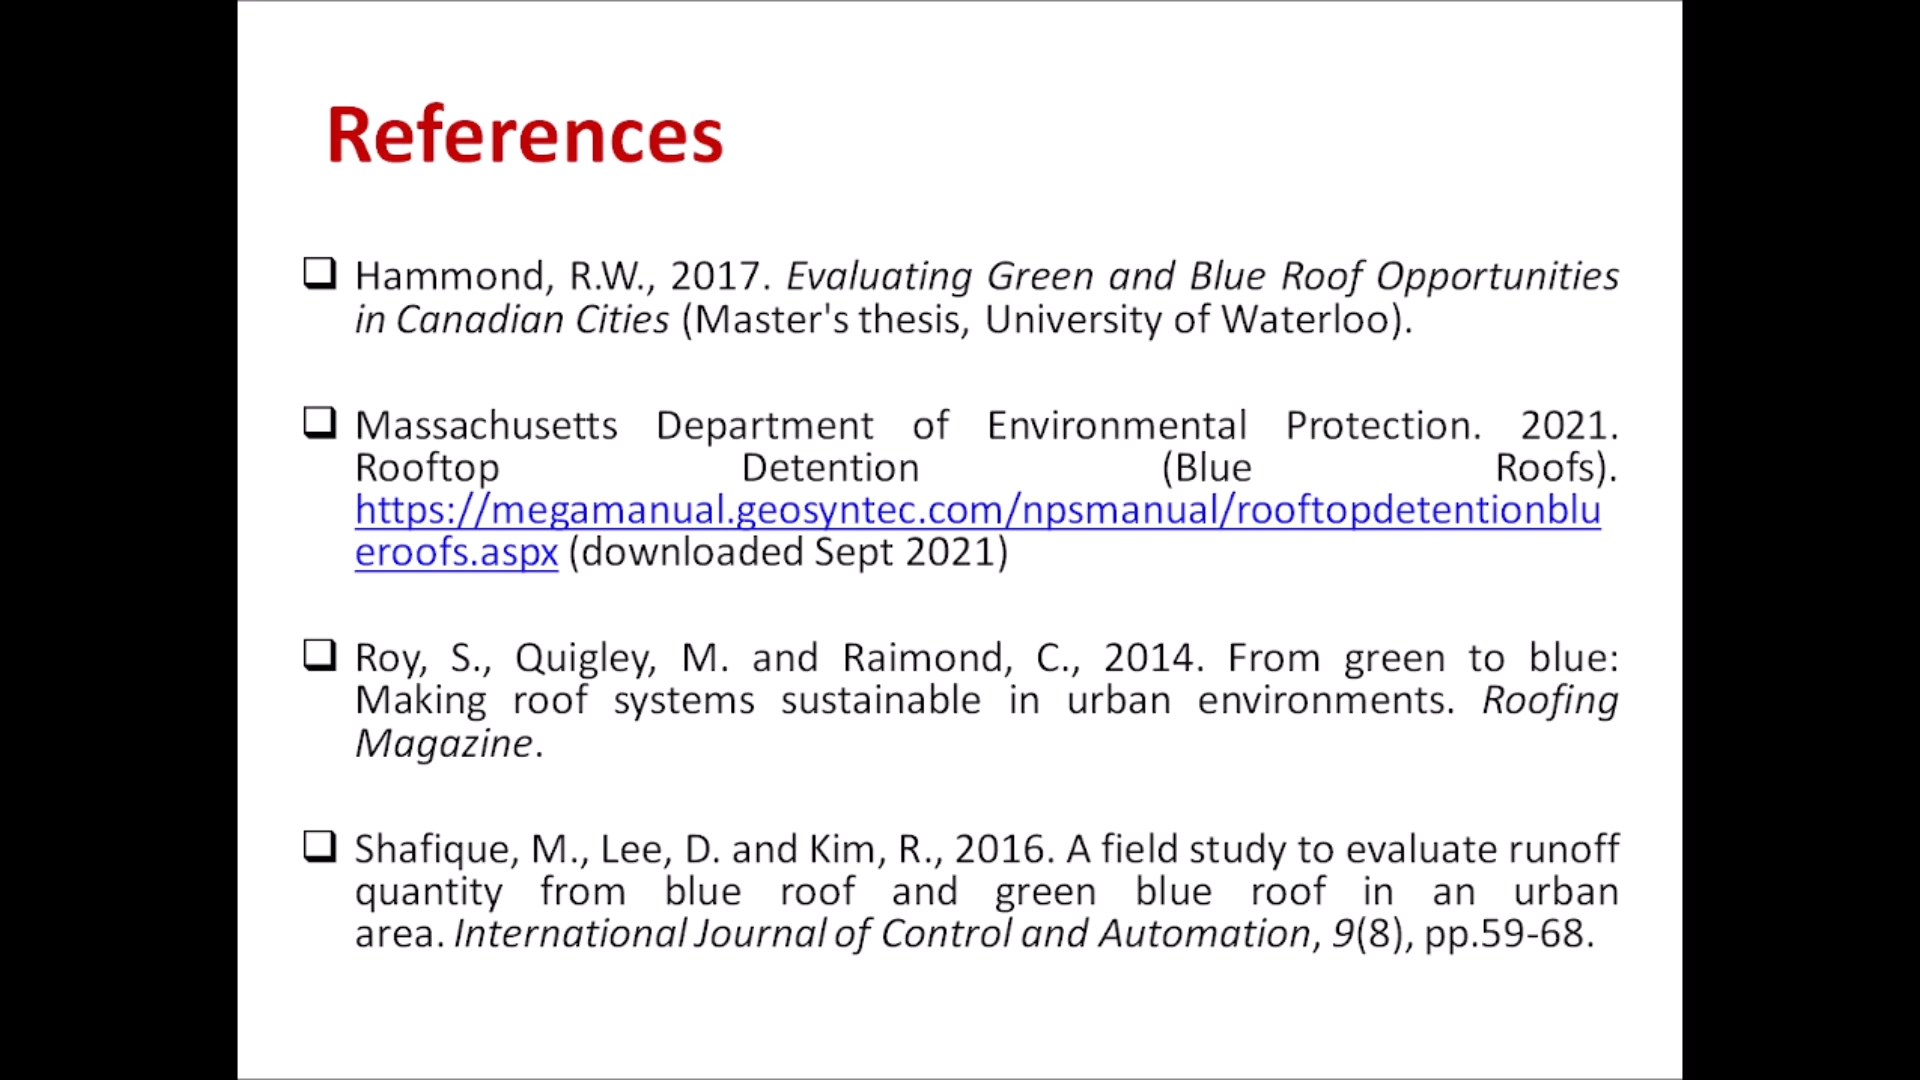 References
Hammond, R.W., 2017. Evaluating Green and Blue Roof Opportunities
in Canadian Cities (Master's thesis, University of Waterloo).
Massachusetts Department of Environmental Protection. 2021.
Rooftop Detention (Blue Roofs).
https://megamanual.geosyntec.com/npsmanual/rooftopdetentionblu
eroofs.aspx (downloaded Sept 2021)
Roy, S., Quigley, M. and Raimond, C., 2014. From green to blue:
Making roof systems sustainable in urban environments. Roofing
Magazine.
Shafique, M., Lee, D. and Kim, R., 2016. A field study to evaluate runoff
quantity from blue roof and green blue roof in an urban
area. International Journal of Control and Automation, 9(8), pp.59-68.